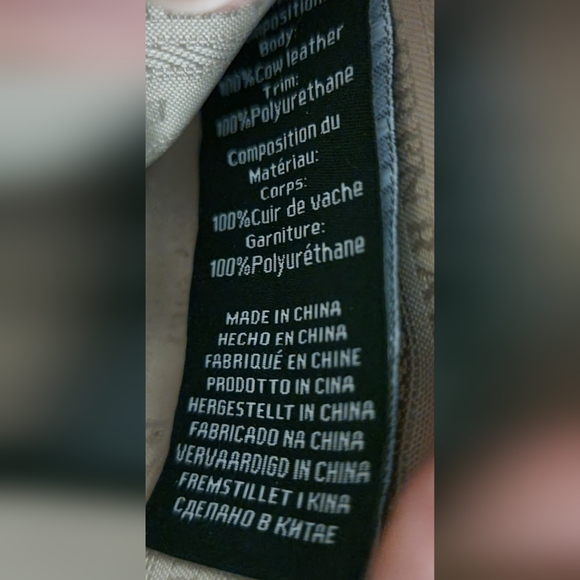 Body:
100%Cow leather
Trim:
100%Polyurethane
Composition du
Matériau:
Corps:
100%Cuir de vache
Garniture:
100%Polyuréthane
MADE IN CHINA
HECHO EN CHINA
FABRIQUÉ EN CHINE
PRODOTTO IN CINA
HERGESTELLT IN CHINA
FABRICADO NA CHINA
VERVAARDIGD IN CHINA
FREMSTILLET I KINA
СДЕЛАНО В КИТАЕ